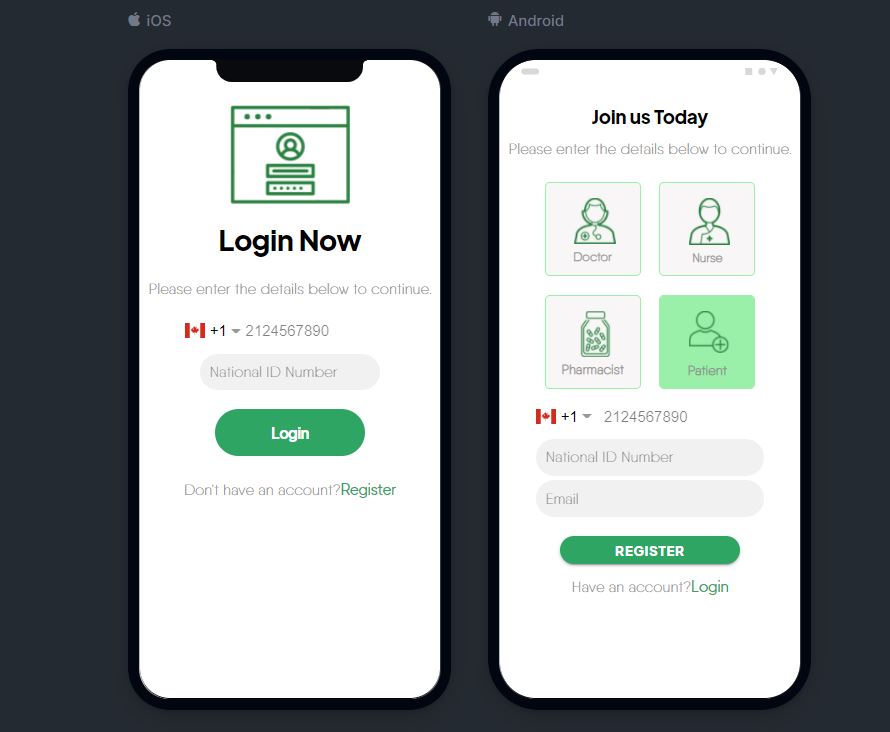 iOS
Login Now
Please enter the details below to continue.
+1 2124567890
National ID Number
Login
Don't have an account?Register
Android
Join us Today
Please enter the details below to continue.
Doctor
Nurse
Pharmacist
Patient
+1 2124567890
National ID Number
Email
REGISTER
Have an account?Login